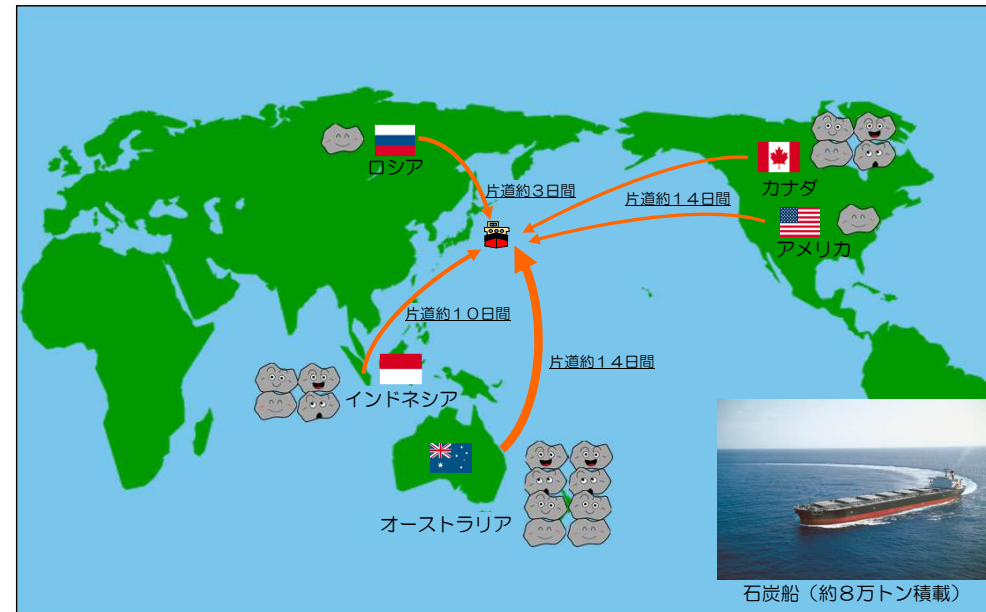 ロシア
カナダ
片道約3日間
片道約14日間
アメリカ
片道約10日間
片道約14日間
インドネシア
オーストラリア
石炭船（約8万トン積載）